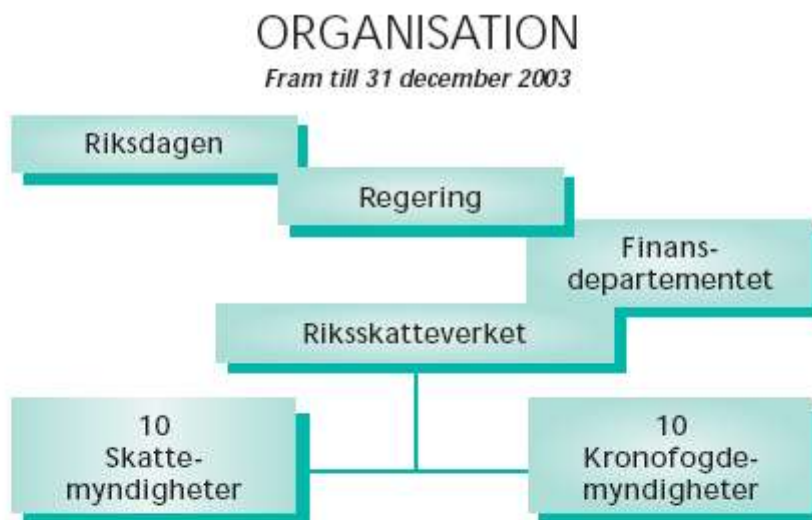 ORGANISATION
Fram till 31 december 2003
Riksdagen
Regering
Finans-
departementet
Riksskatteverket
10
Skatte-
myndigheter
10
Kronofogde-
myndigheter